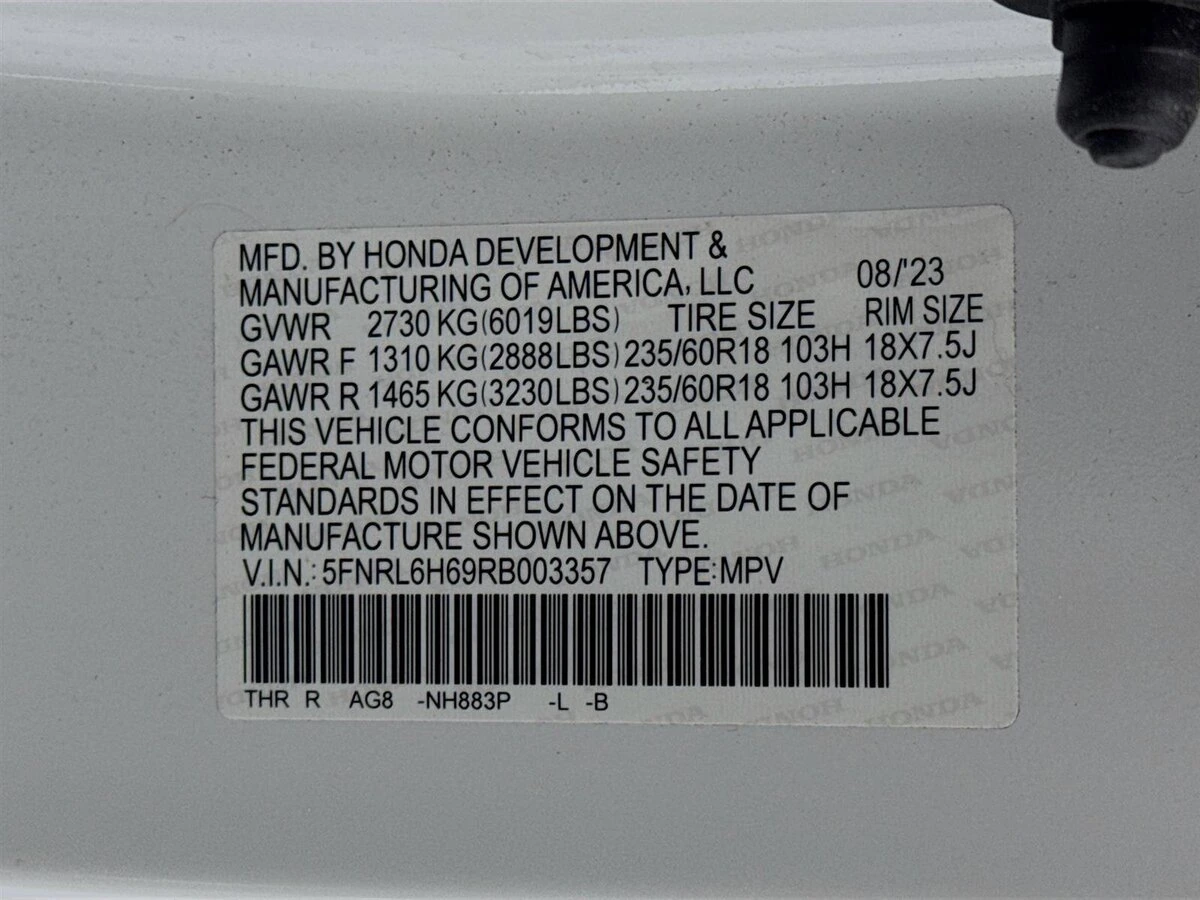 MFD. BY HONDA DEVELOPMENT &
MANUFACTURING OF AMERICA, LLC 08/'23
GVWR 2730 KG(6019LBS) TIRE SIZE RIM SIZE
GAWR F 1310 KG(2888LBS) 235/60R18 103H 18X7.5J
GAWR R 1465 KG(3230LBS) 235/60R18 103H 18X7.5J
THIS VEHICLE CONFORMS TO ALL APPLICABLE
FEDERAL MOTOR VEHICLE SAFETY
STANDARDS IN EFFECT ON THE DATE OF
MANUFACTURE SHOWN ABOVE.
V.I.N.: 5FNRL6H69RB003357 TYPE:MPV
THR R AG8 -NH883P -L -B